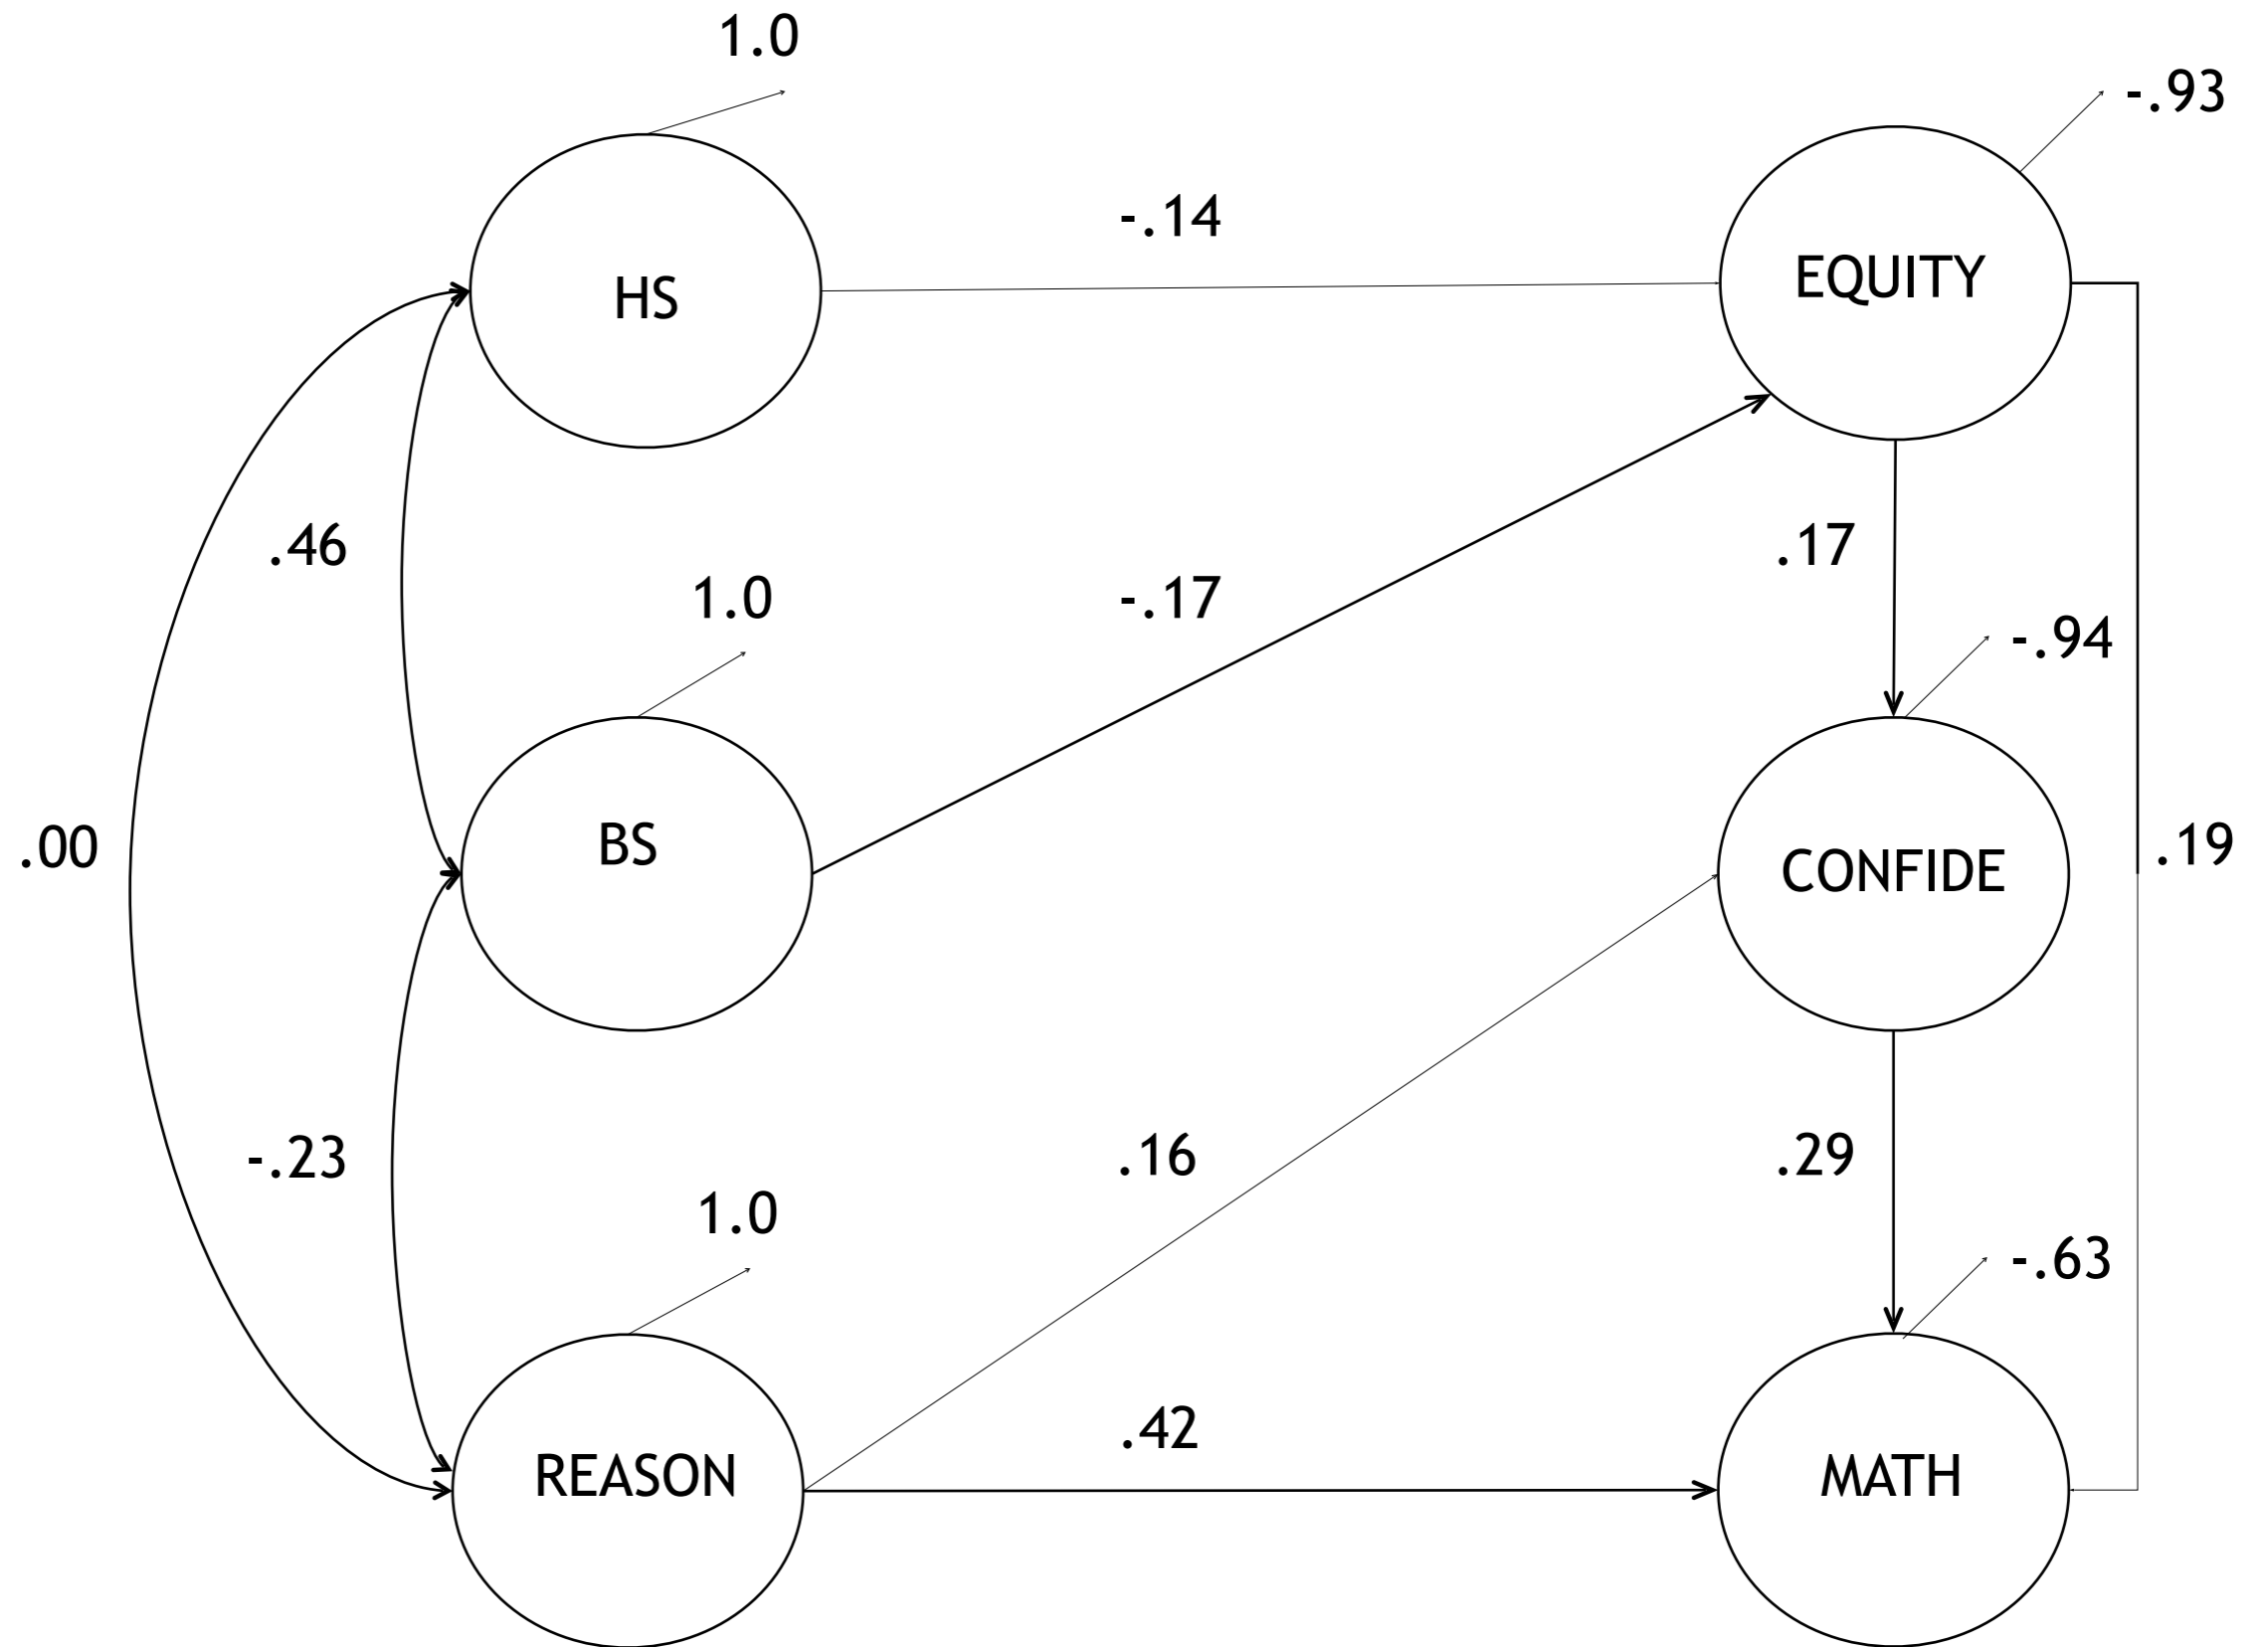 1.0
-.93
-.14
HS
EQUITY
.46
.17
1.0
-.17
-.94
.00
BS
CONFIDE
.19
-.23
.16
.29
1.0
-.63
.42
REASON
MATH